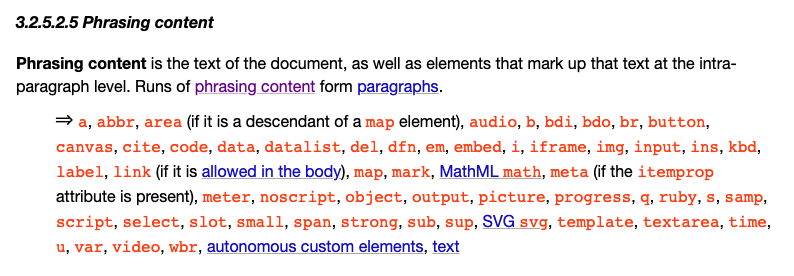 3.2.5.2.5 Phrasing content
Phrasing content is the text of the document, as well as elements that mark up that text at the intra-
paragraph level. Runs of phrasing content form paragraphs.
⇒ a, abbr, area (if it is a descendant of a map element), audio, b, bdi, bdo, br, button,
canvas, cite, code, data, datalist, del, dfn, em, embed, i, iframe, img, input, ins, kbd,
label, link (if it is allowed in the body), map, mark, MathML math, meta (if the itemprop
attribute is present), meter, noscript, object, output, picture, progress, q, ruby, s, samp,
script, select, slot, small, span, strong, sub, sup, SVG svg, template, textarea, time,
u, var, video, wbr, autonomous custom elements, text